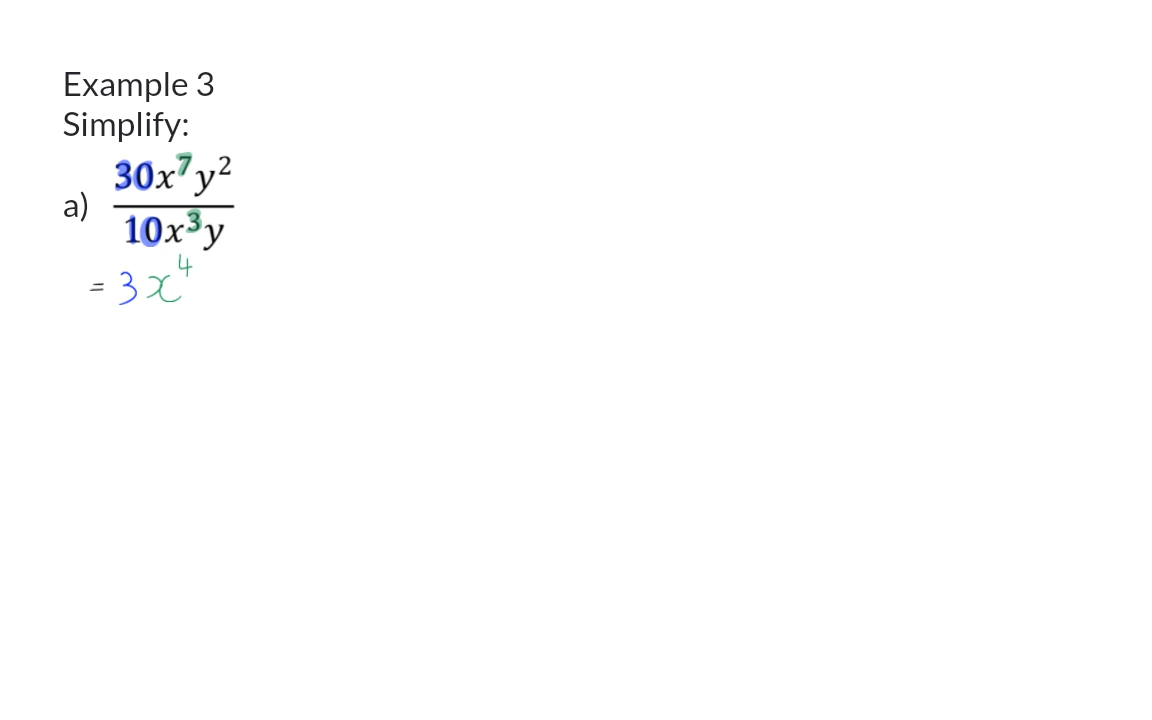 Example 3
Simplify:
a) 30x⁷y²
10x³y
= 3x⁴